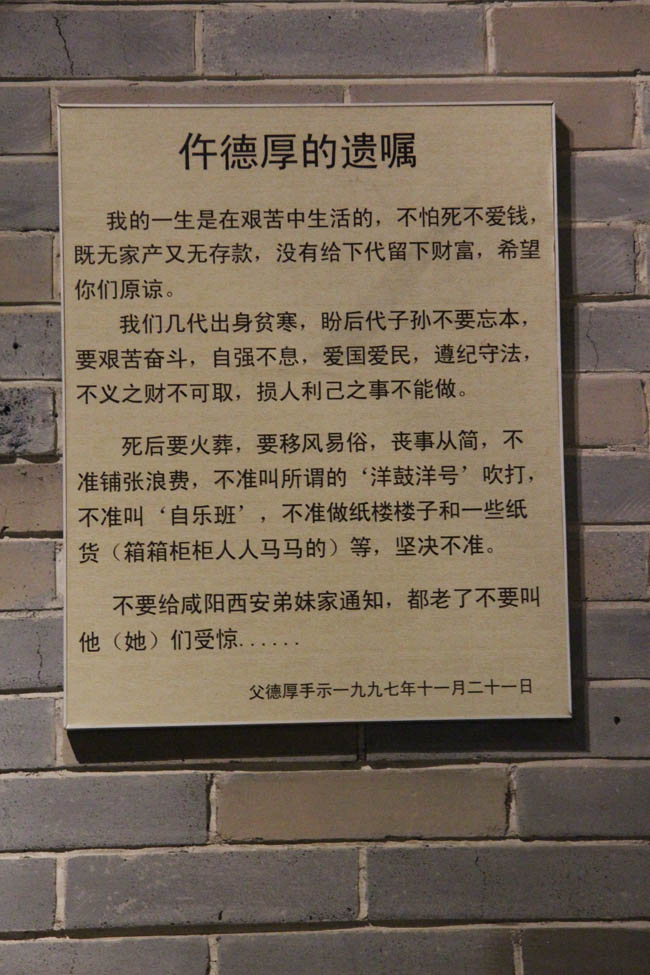 仵德厚的遗嘱
我的一生是在艰苦中生活的，不怕死不爱钱，
既无家产又无存款，没有给下代留下财富，希望
你们原谅。
我们几代出身贫寒，盼后代子孙不要忘本，
要艰苦奋斗，自强不息，爱国爱民，遵纪守法，
不义之财不可取，损人利己之事不能做。
死后要火葬，要移风易俗，丧事从简，不
准铺张浪费，不准叫所谓的‘洋鼓洋号’吹打，
不准叫‘自乐班’，不准做纸楼楼子和一些纸
货（箱箱柜柜人人马马的）等，坚决不准。
不要给咸阳西安弟妹家通知，都老了不要叫
他（她）们受惊......
父德厚手示一九九七年十一月二十一日